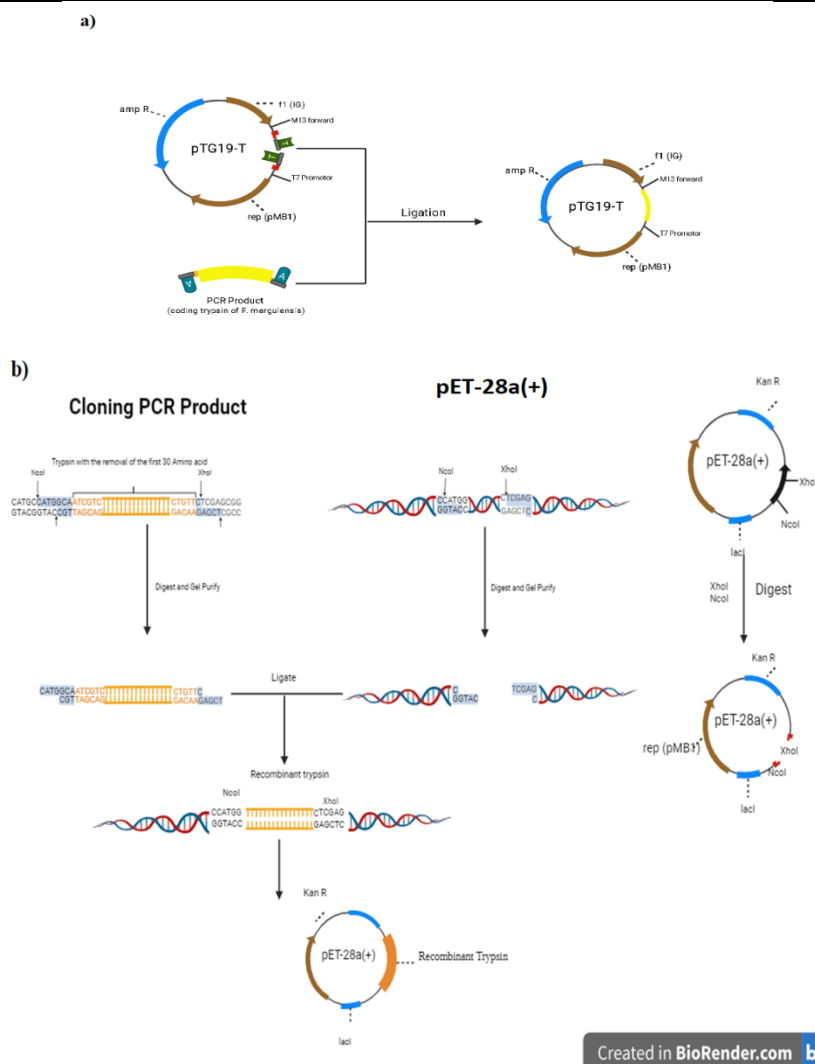 a)
amp R
f1 (IG)
M13 forward
T
pTG19-T
T
T7 Promotor
rep (pMB1)
Ligation
amp R
f1 (IG)
M13 forward
pTG19-T
T7 Promotor
rep (pMB1)
A
A
PCR Product
(coding trypsin of F. merguiensis)
b)
Cloning PCR Product
pET-28a(+)
Kan R
pET-28a(+)
Xho
NcoI
lacI
Trypsin with the removal of the first 30 Amino acid
NcoI
XhoI
CATGCCATGGCAATCGTC
CTGTTCTCGAGCGG
GTACGGTACCGTTAGCAG
GACAAGAGCTCGCC
NcoI
XhoI
CCATGG
CTCGAG
GGTACC
GAGCTC
Digest and Gel Purify
Digest and Gel Purify
XhoI
NcoI
Digest
CATGGCAATCGTC
CTGTTC
CGTTAGCAG
GACAAGAGCT
Ligate
C
GGTAC
TCGAG
C
Kan R
pET-28a(+)
rep (pMB1)
XhoI
NcoI
lacI
Recombinant trypsin
NcoI
XhoI
CCATGG
CTCGAG
GGTACC
GAGCTC
Kan R
pET-28a(+)
Recombinant Trypsin
lacI
Created in BioRender.com b